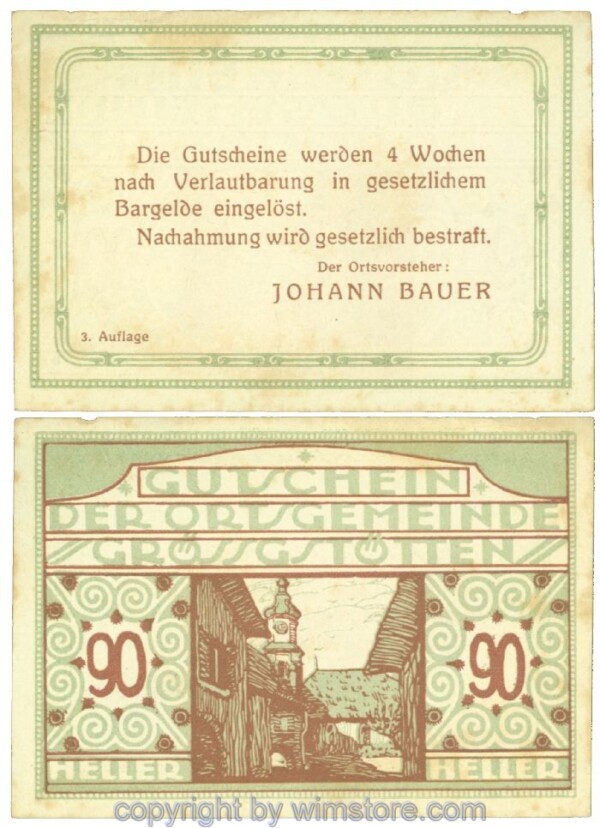 Die Gutscheine werden 4 Wochen
nach Verlautbarung in gesetzlichem
Bargelde eingelöst.
Nachahmung wird gesetzlich bestraft.
Der Ortsvorsteher:
JOHANN BAUER
3. Auflage
GUTSCHEIN
DER ORTSGEMEINDE
GRÖSSGSTÖTTEN
90 90
HELLER HELLER
copyright by wimstore.com